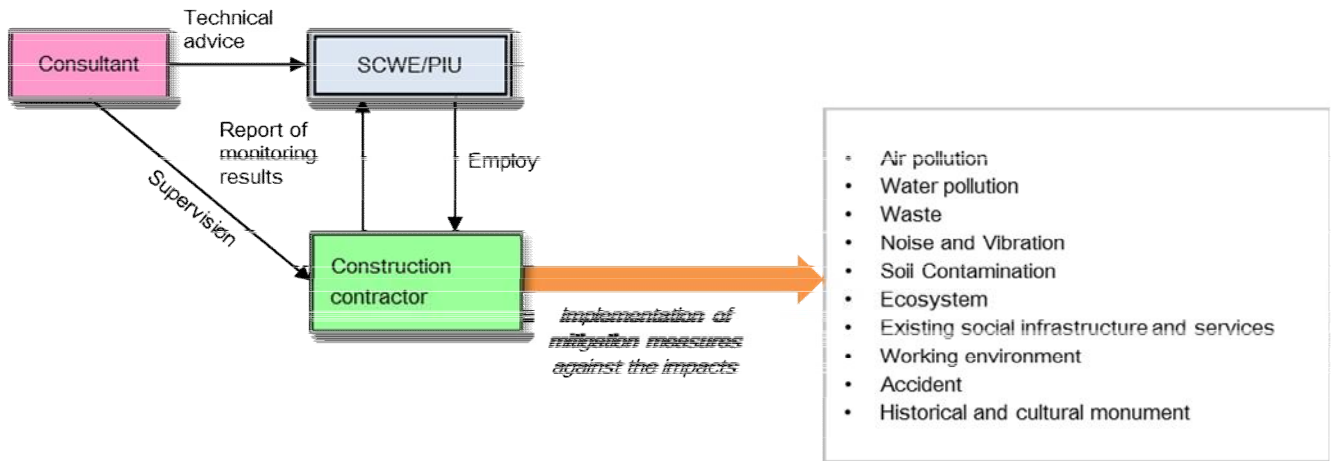 Technical
advice
Consultant
SCWE/PIU
Report of
monitoring
results
Employ
Supervision
Construction
contractor
Implementation of
mitigation measures
against the impacts
• Air pollution
• Water pollution
• Waste
• Noise and Vibration
• Soil Contamination
• Ecosystem
• Existing social infrastructure and services
• Working environment
• Accident
• Historical and cultural monument